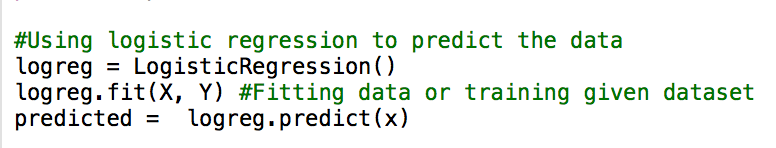 #Using logistic regression to predict the data
logreg = LogisticRegression()
logreg.fit(X, Y) #Fitting data or training given dataset
predicted =  logreg.predict(x)